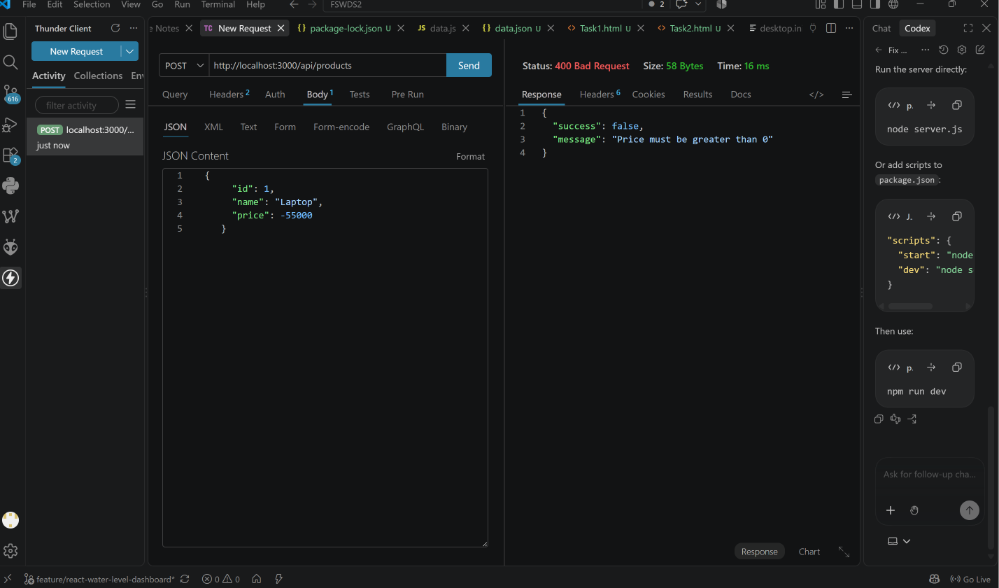 File Edit Selection View Go Run Terminal Help FSWDS2 2
Thunder Client
New Request
Activity Collections Env
filter activity
POST localhost:3000/...
just now
616
2
e Notes TC New Request {} package-lock.json U JS data.js {} data.json U <> Task1.html U <> Task2.html U desktop.in
POST http://localhost:3000/api/products Send
Query Headers 2 Auth Body 1 Tests Pre Run
JSON XML Text Form Form-encode GraphQL Binary
JSON Content Format
1 {
2 "id": 1,
3 "name": "Laptop",
4 "price": -55000
5 }
Status: 400 Bad Request Size: 58 Bytes Time: 16 ms
Response Headers 6 Cookies Results Docs </>
1 {
2 "success": false,
3 "message": "Price must be greater than 0"
4 }
Response Chart
Chat Codex
Fix ...
Run the server directly:
</> p.
node server.js
Or add scripts to
package.json:
</> J.
"scripts": {
"start": "node
"dev": "node s
}
Then use:
</> p.
npm run dev
Ask for follow-up cha...
feature/react-water-level-dashboard* 0 0 Go Live